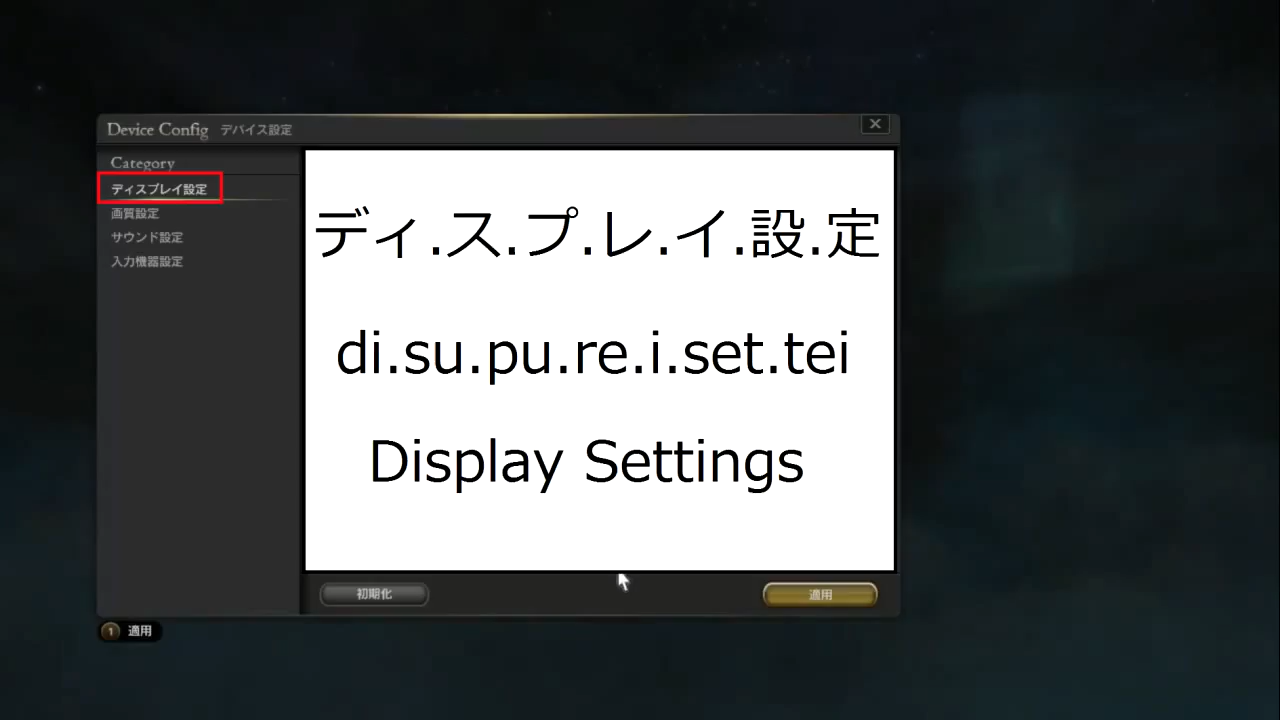 Device Config デバイス設定
Category
ディスプレイ設定
画質設定
サウンド設定
入力機器設定
ディ.ス.プ.レ.イ.設.定
di.su.pu.re.i.set.tei
Display Settings
初期化
適用
1 適用